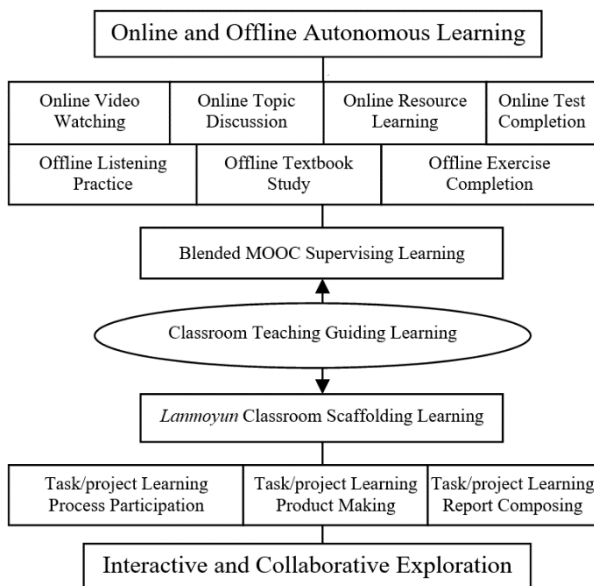 Online and Offline Autonomous Learning
Online Video
Watching
Online Topic
Discussion
Online Resource
Learning
Online Test
Completion
Offline Listening
Practice
Offline Textbook
Study
Offline Exercise
Completion
Blended MOOC Supervising Learning
Classroom Teaching Guiding Learning
Lanmoyun Classroom Scaffolding Learning
Task/project Learning
Process Participation
Task/project Learning
Product Making
Task/project Learning
Report Composing
Interactive and Collaborative Exploration